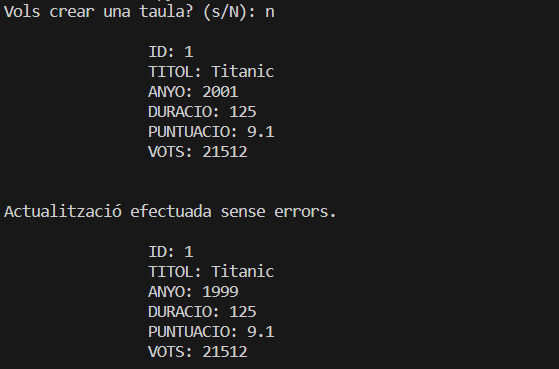 Vols crear una taula? (s/N): n
ID: 1
TITOL: Titanic
ANYO: 2001
DURACIO: 125
PUNTUACIO: 9.1
VOTS: 21512
Actualització efectuada sense errors.
ID: 1
TITOL: Titanic
ANYO: 1999
DURACIO: 125
PUNTUACIO: 9.1
VOTS: 21512